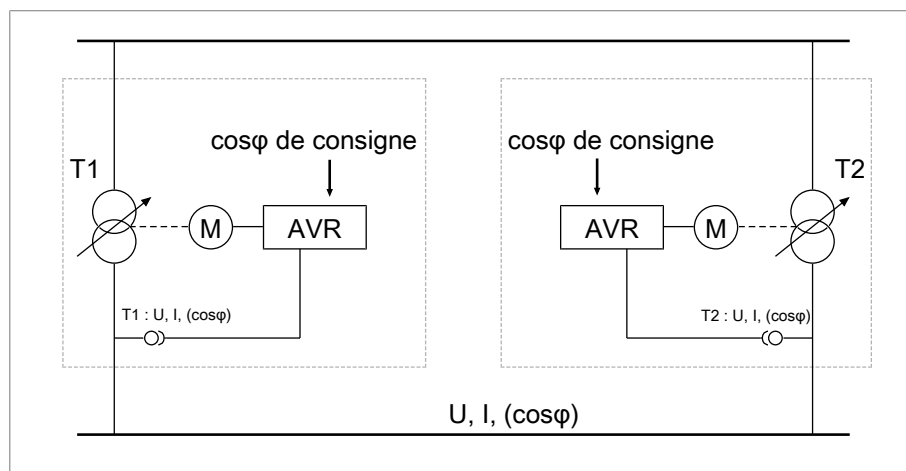 cosφ de consigne
cosφ de consigne
T1
T2
M
AVR
AVR
M
T1 : U, I, (cosφ)
T2 : U, I, (cosφ)
U, I, (cosφ)